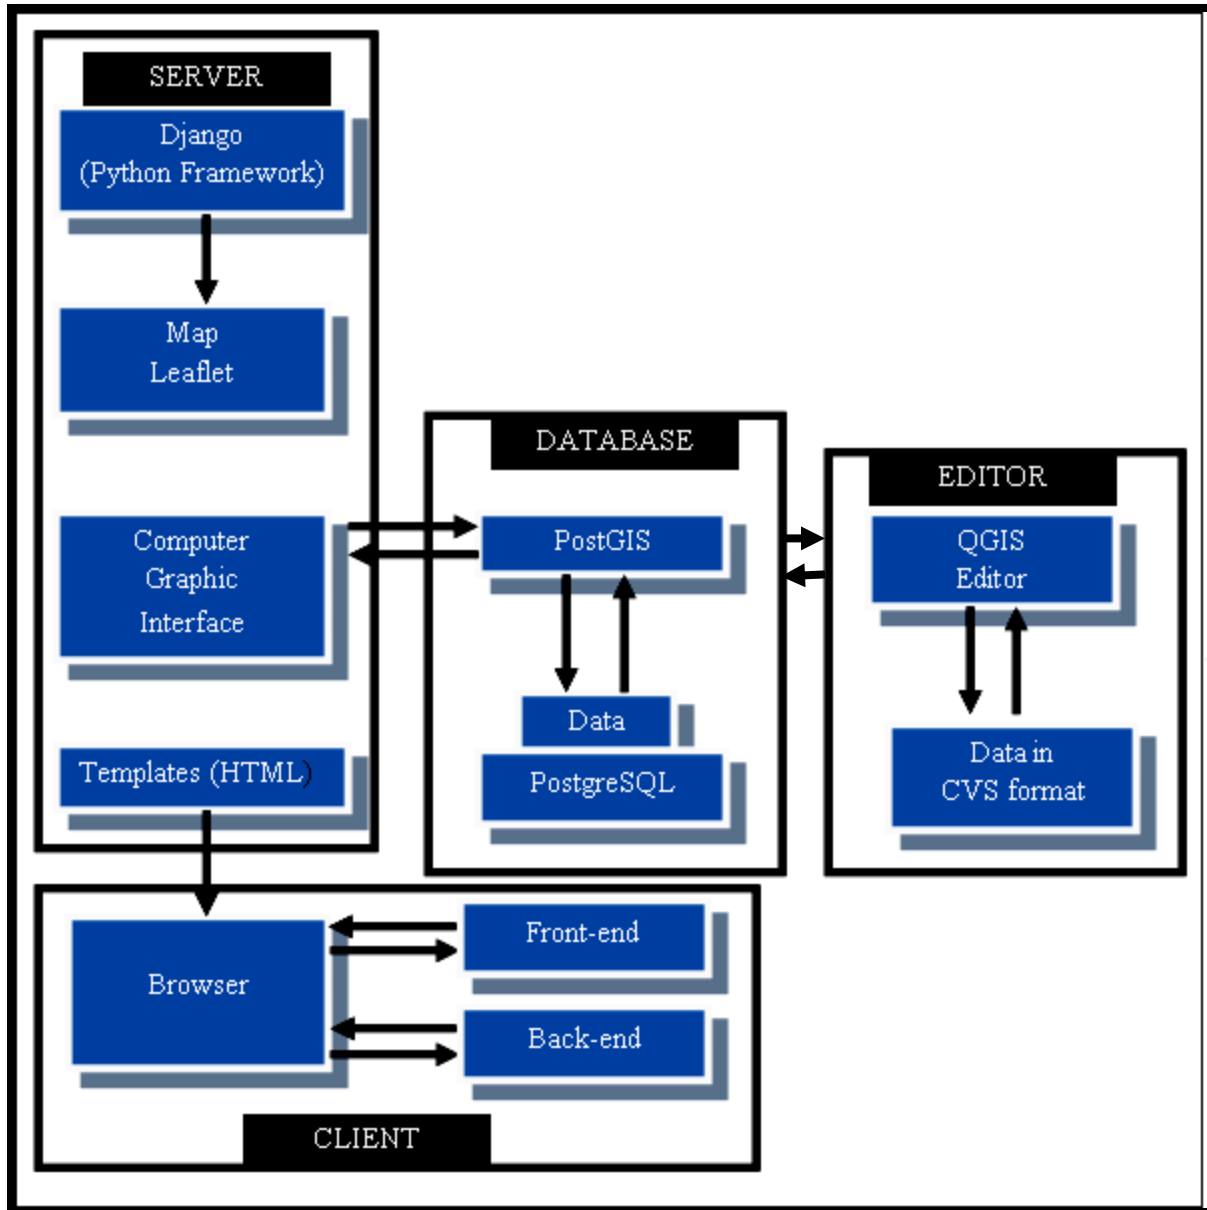 SERVER
Django
(Python Framework)
Map
Leaflet
Computer
Graphic
Interface
Templates (HTML)
DATABASE
PostGIS
Data
PostgreSQL
EDITOR
QGIS
Editor
Data in
CVS format
Browser
Front-end
Back-end
CLIENT